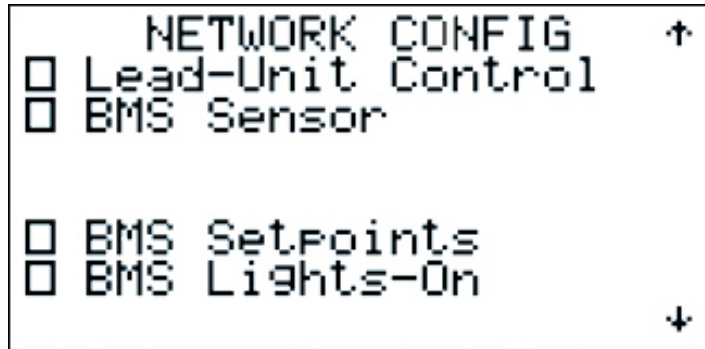 NETWORK CONFIG ↑
□ Lead-Unit Control
□ BMS Sensor
□ BMS Setpoints
□ BMS Lights-On
↓